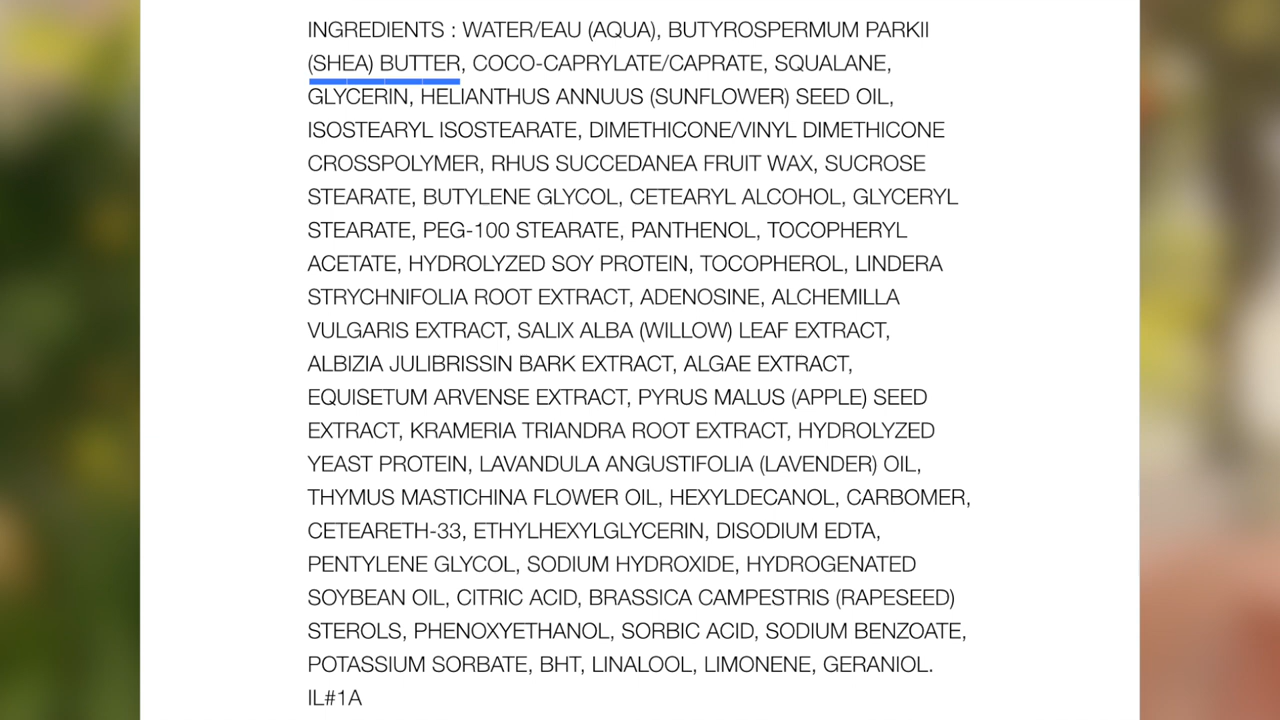 INGREDIENTS : WATER/EAU (AQUA), BUTYROSPERMUM PARKII
(SHEA) BUTTER, COCO-CAPRYLATE/CAPRATE, SQUALANE,
GLYCERIN, HELIANTHUS ANNUUS (SUNFLOWER) SEED OIL,
ISOSTEARYL ISOSTEARATE, DIMETHICONE/VINYL DIMETHICONE
CROSSPOLYMER, RHUS SUCCEDANEA FRUIT WAX, SUCROSE
STEARATE, BUTYLENE GLYCOL, CETEARYL ALCOHOL, GLYCERYL
STEARATE, PEG-100 STEARATE, PANTHENOL, TOCOPHERYL
ACETATE, HYDROLYZED SOY PROTEIN, TOCOPHEROL, LINDERA
STRYCHNIFOLIA ROOT EXTRACT, ADENOSINE, ALCHEMILLA
VULGARIS EXTRACT, SALIX ALBA (WILLOW) LEAF EXTRACT,
ALBIZIA JULIBRISSIN BARK EXTRACT, ALGAE EXTRACT,
EQUISETUM ARVENSE EXTRACT, PYRUS MALUS (APPLE) SEED
EXTRACT, KRAMERIA TRIANDRA ROOT EXTRACT, HYDROLYZED
YEAST PROTEIN, LAVANDULA ANGUSTIFOLIA (LAVENDER) OIL,
THYMUS MASTICHINA FLOWER OIL, HEXYLDECANOL, CARBOMER,
CETEARETH-33, ETHYLHEXYLGLYCERIN, DISODIUM EDTA,
PENTYLENE GLYCOL, SODIUM HYDROXIDE, HYDROGENATED
SOYBEAN OIL, CITRIC ACID, BRASSICA CAMPESTRIS (RAPESEED)
STEROLS, PHENOXYETHANOL, SORBIC ACID, SODIUM BENZOATE,
POTASSIUM SORBATE, BHT, LINALOOL, LIMONENE, GERANIOL.
IL#1A